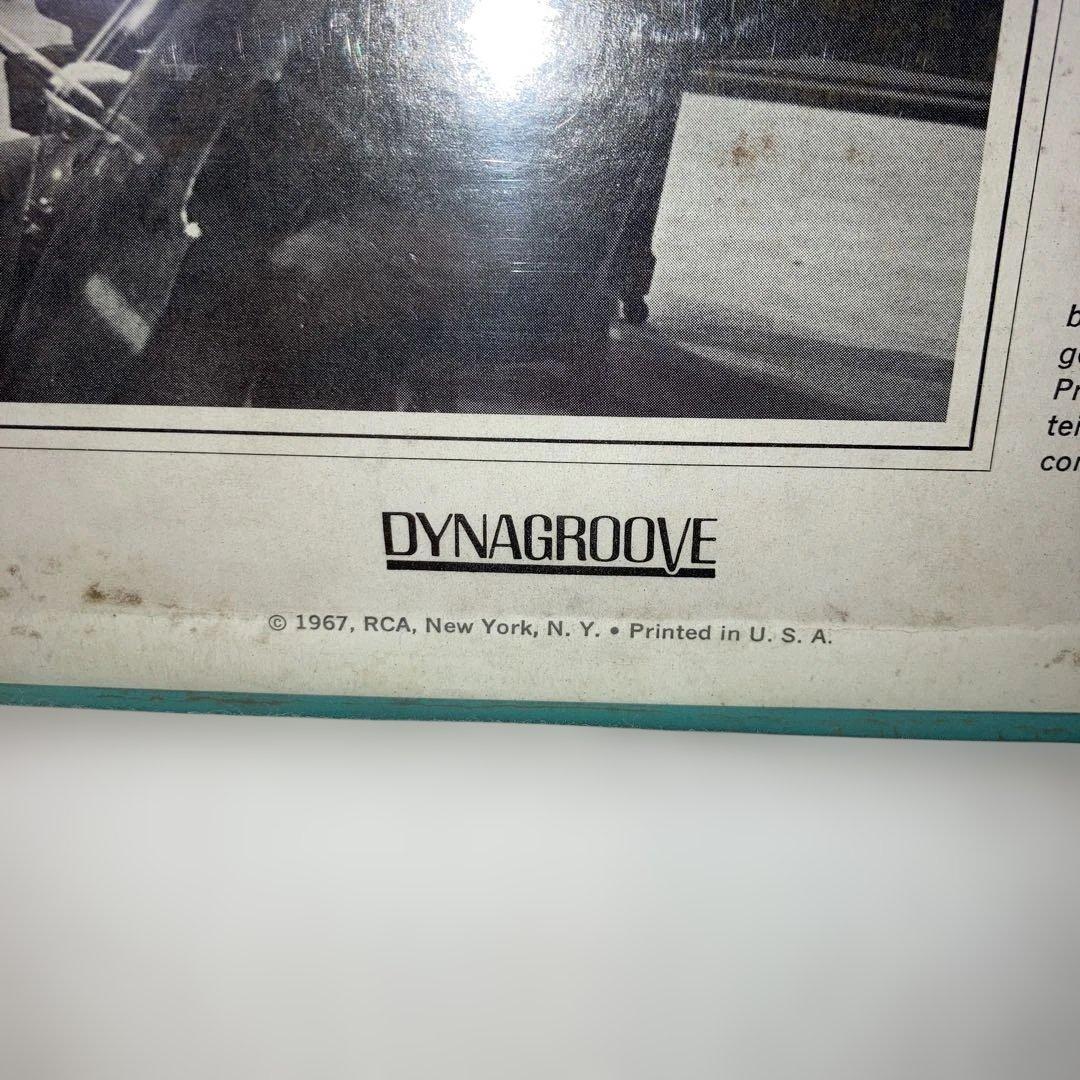 DYNAGROOVE
© 1967, RCA, New York, N. Y. • Printed in U. S. A.